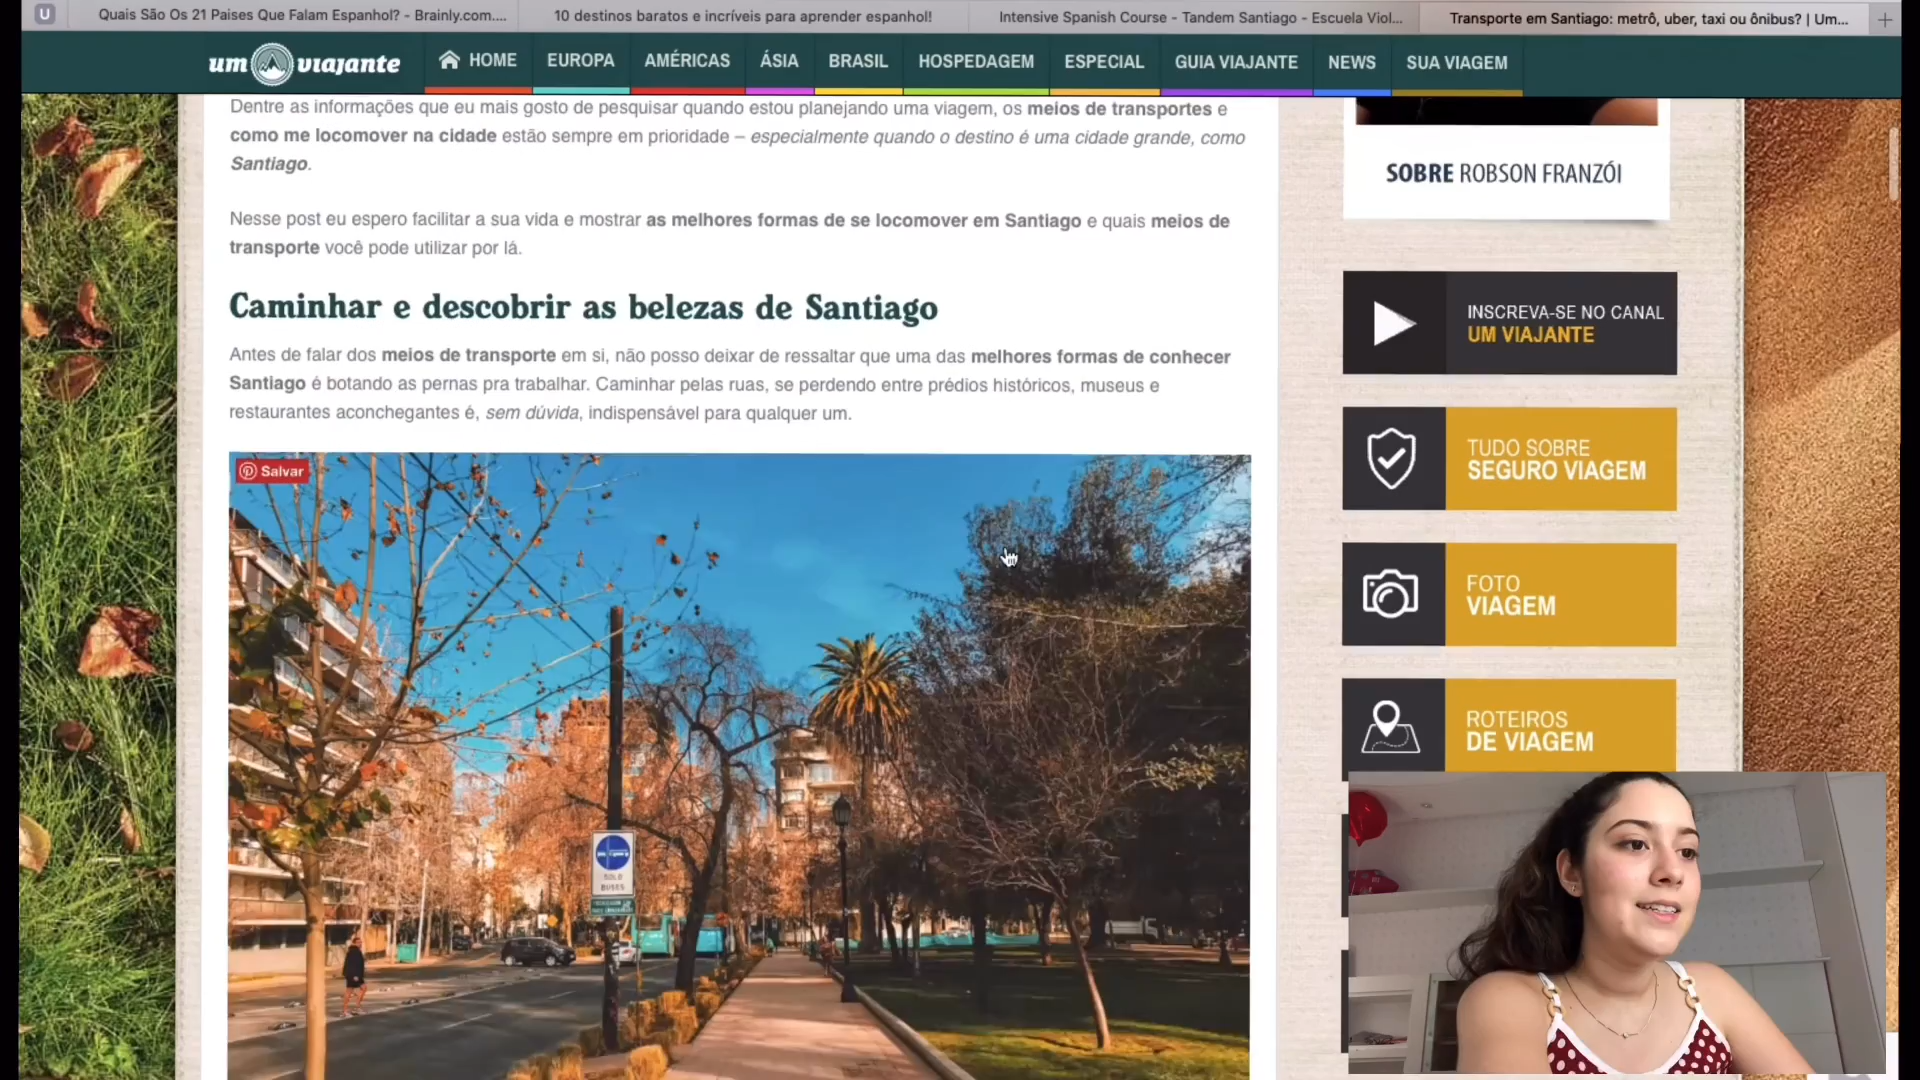 U
Quais São Os 21 Paises Que Falam Espanhol? - Brainly.com....
10 destinos baratos e incríveis para aprender espanhol!
Intensive Spanish Course - Tandem Santiago - Escuela Viol...
Transporte em Santiago: metrô, uber, taxi ou ônibus? | Um...
um viajante
HOME
EUROPA
AMÉRICAS
ÁSIA
BRASIL
HOSPEDAGEM
ESPECIAL
GUIA VIAJANTE
NEWS
SUA VIAGEM
Dentre as informações que eu mais gosto de pesquisar quando estou planejando uma viagem, os meios de transportes e
como me locomover na cidade estão sempre em prioridade – especialmente quando o destino é uma cidade grande, como
Santiago.
Nesse post eu espero facilitar a sua vida e mostrar as melhores formas de se locomover em Santiago e quais meios de
transporte você pode utilizar por lá.
Caminhar e descobrir as belezas de Santiago
Antes de falar dos meios de transporte em si, não posso deixar de ressaltar que uma das melhores formas de conhecer
Santiago é botando as pernas pra trabalhar. Caminhar pelas ruas, se perdendo entre prédios históricos, museus e
restaurantes aconchegantes é, sem dúvida, indispensável para qualquer um.
Salvar
SOLO
BUSES
SOBRE ROBSON FRANZÓI
INSCREVA-SE NO CANAL
UM VIAJANTE
TUDO SOBRE
SEGURO VIAGEM
FOTO
VIAGEM
ROTEIROS
DE VIAGEM